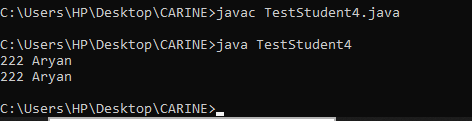 C:\Users\HP\Desktop\CARINE>javac TestStudent4.java
C:\Users\HP\Desktop\CARINE>java TestStudent4
222 Aryan
222 Aryan
C:\Users\HP\Desktop\CARINE>